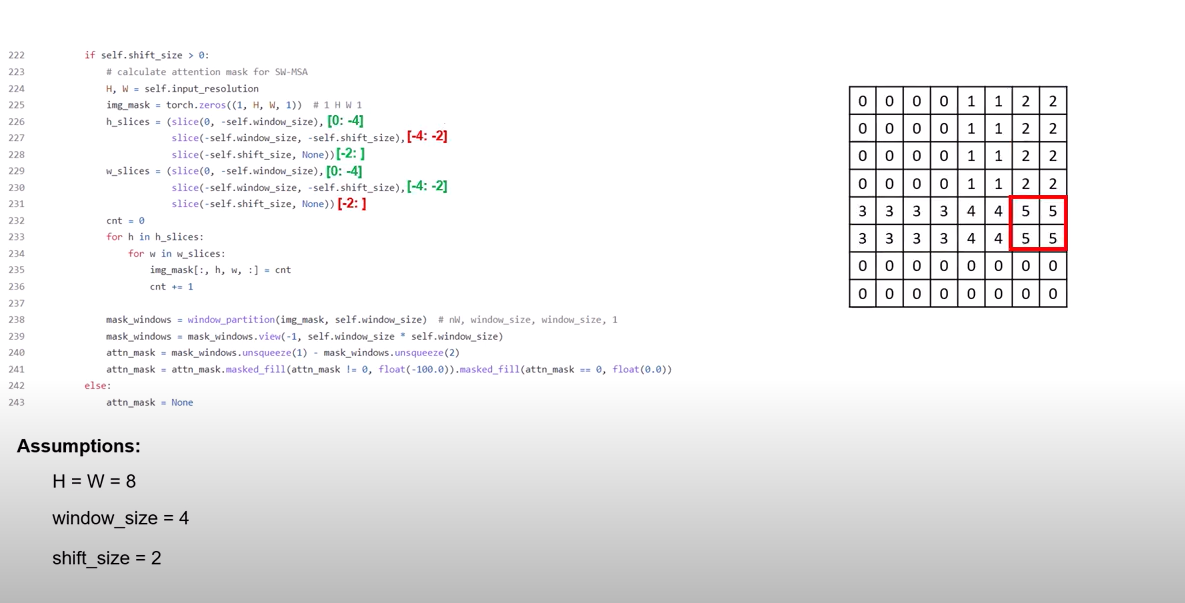 222 if self.shift_size > 0:
223 # calculate attention mask for SW-MSA
224 H, W = self.input_resolution
225 img_mask = torch.zeros((1, H, W, 1))  # 1 H W 1
226 h_slices = (slice(0, -self.window_size), [0: -4]
227 slice(-self.window_size, -self.shift_size), [-4: -2]
228 slice(-self.shift_size, None)) [-2: ]
229 w_slices = (slice(0, -self.window_size), [0: -4]
230 slice(-self.window_size, -self.shift_size), [-4: -2]
231 slice(-self.shift_size, None)) [-2: ]
232 cnt = 0
233 for h in h_slices:
234 for w in w_slices:
235 img_mask[:, h, w, :] = cnt
236 cnt += 1
237
238 mask_windows = window_partition(img_mask, self.window_size)  # nW, window_size, window_size, 1
239 mask_windows = mask_windows.view(-1, self.window_size * self.window_size)
240 attn_mask = mask_windows.unsqueeze(1) - mask_windows.unsqueeze(2)
241 attn_mask = attn_mask.masked_fill(attn_mask != 0, float(-100.0)).masked_fill(attn_mask == 0, float(0.0))
242 else:
243 attn_mask = None
0 0 0 0 1 1 2 2
0 0 0 0 1 1 2 2
0 0 0 0 1 1 2 2
0 0 0 0 1 1 2 2
3 3 3 3 4 4 5 5
3 3 3 3 4 4 5 5
0 0 0 0 0 0 0 0
0 0 0 0 0 0 0 0
Assumptions:
H = W = 8
window_size = 4
shift_size = 2